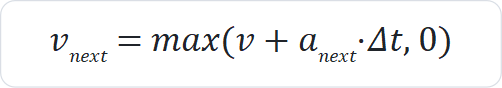 v_next = max(v + a_next·Δt, 0)